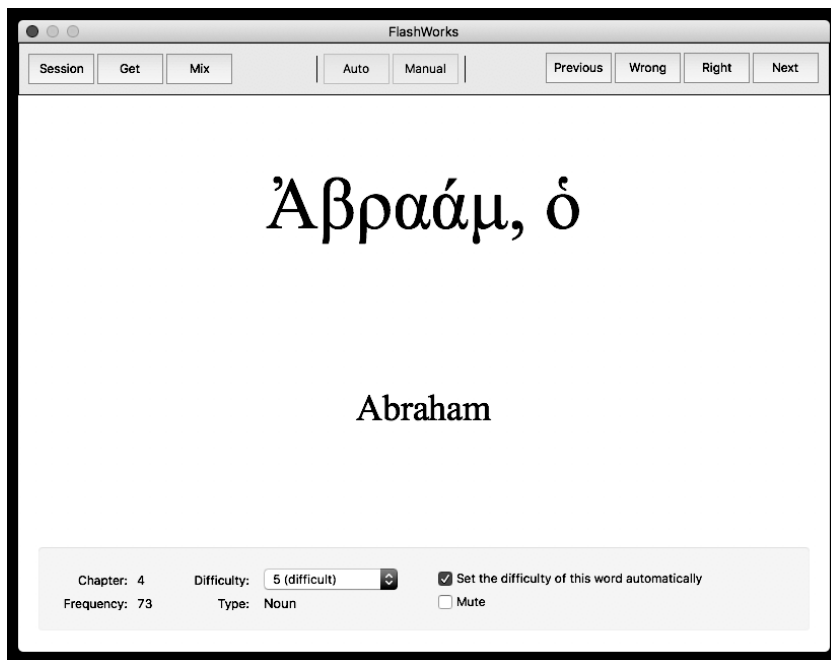 FlashWorks
Session Get Mix Auto Manual Previous Wrong Right Next
Ἀβραάμ, ὁ
Abraham
Chapter: 4 Difficulty: 5 (difficult) Set the difficulty of this word automatically
Frequency: 73 Type: Noun Mute